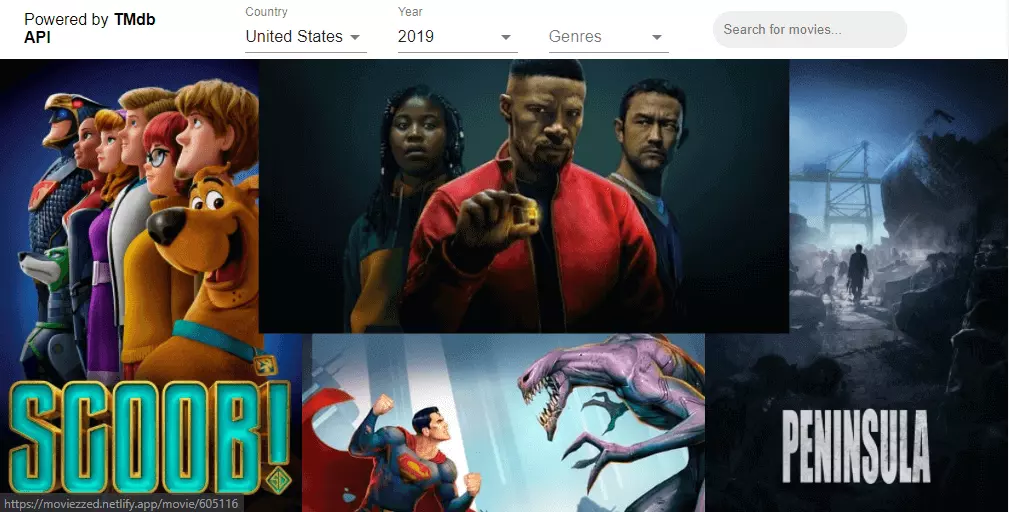 Powered by TMdb
API
Country
United States
Year
2019
Genres
Search for movies...
SCOOB!
SD
PENINSULA
https://moviezzed.netlify.app/movie/605116